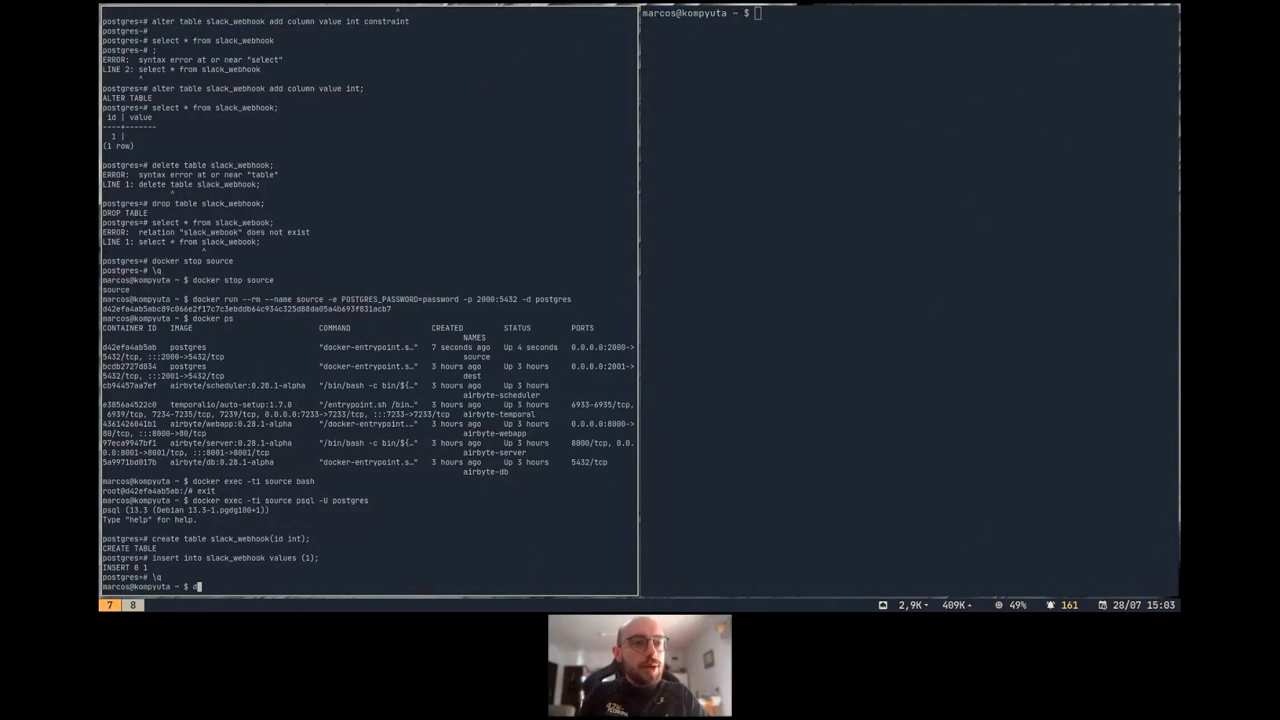 ^
postgres=# alter table slack_webhook add column value int constraint
postgres-#
postgres-# select * from slack_webhook
postgres-# ;
ERROR:  syntax error at or near "select"
LINE 2: select * from slack_webhook
^
postgres=# alter table slack_webhook add column value int;
ALTER TABLE
postgres=# select * from slack_webhook;
id | value
----+-------
1 |
(1 row)
postgres=# delete table slack_webhook;
ERROR:  syntax error at or near "table"
LINE 1: delete table slack_webhook;
^
postgres=# drop table slack_webhook;
DROP TABLE
postgres=# select * from slack_webook;
ERROR:  relation "slack_webook" does not exist
LINE 1: select * from slack_webook;
^
postgres=# docker stop source
postgres-# \q
marcos@kompyuta ~ $ docker stop source
source
marcos@kompyuta ~ $ docker run --rm --name source -e POSTGRES_PASSWORD=password -p 2000:5432 -d postgres
d42efa4ab5abc89c066e2f17c7c3ebddb64c934c325d88da05a4b693f831acb7
marcos@kompyuta ~ $ docker ps
CONTAINER ID   IMAGE   COMMAND   CREATED   STATUS   PORTS
NAMES
d42efa4ab5ab   postgres   "docker-entrypoint.s…"   7 seconds ago   Up 4 seconds   0.0.0.0:2000->
5432/tcp, :::2000->5432/tcp   source
bcdb2727d834   postgres   "docker-entrypoint.s…"   3 hours ago   Up 3 hours   0.0.0.0:2001->
5432/tcp, :::2001->5432/tcp   dest
cb94457aa7ef   airbyte/scheduler:0.28.1-alpha   "/bin/bash -c bin/${…"   3 hours ago   Up 3 hours
airbyte-scheduler
e3856a4522c0   temporalio/auto-setup:1.7.0   "/entrypoint.sh /bin…"   3 hours ago   Up 3 hours   6933-6935/tcp,
6939/tcp, 7234-7235/tcp, 7239/tcp, 0.0.0.0:7233->7233/tcp, :::7233->7233/tcp   airbyte-temporal
4361426041b1   airbyte/webapp:0.28.1-alpha   "/docker-entrypoint.…"   3 hours ago   Up 3 hours   0.0.0.0:8000->
80/tcp, :::8000->80/tcp   airbyte-webapp
97eca9947bf1   airbyte/server:0.28.1-alpha   "/bin/bash -c bin/${…"   3 hours ago   Up 3 hours   8000/tcp, 0.0.
0.0:8001->8001/tcp, :::8001->8001/tcp   airbyte-server
5a9971bd017b   airbyte/db:0.28.1-alpha   "docker-entrypoint.s…"   3 hours ago   Up 3 hours   5432/tcp
airbyte-db
marcos@kompyuta ~ $ docker exec -ti source bash
root@d42efa4ab5ab:/# exit
marcos@kompyuta ~ $ docker exec -ti source psql -U postgres
psql (13.3 (Debian 13.3-1.pgdg100+1))
Type "help" for help.
postgres=# create table slack_webhook(id int);
CREATE TABLE
postgres=# insert into slack_webhook values (1);
INSERT 0 1
postgres=# \q
marcos@kompyuta ~ $ d
marcos@kompyuta ~ $
7 8
2,9K 409K 49% 161 28/07 15:03